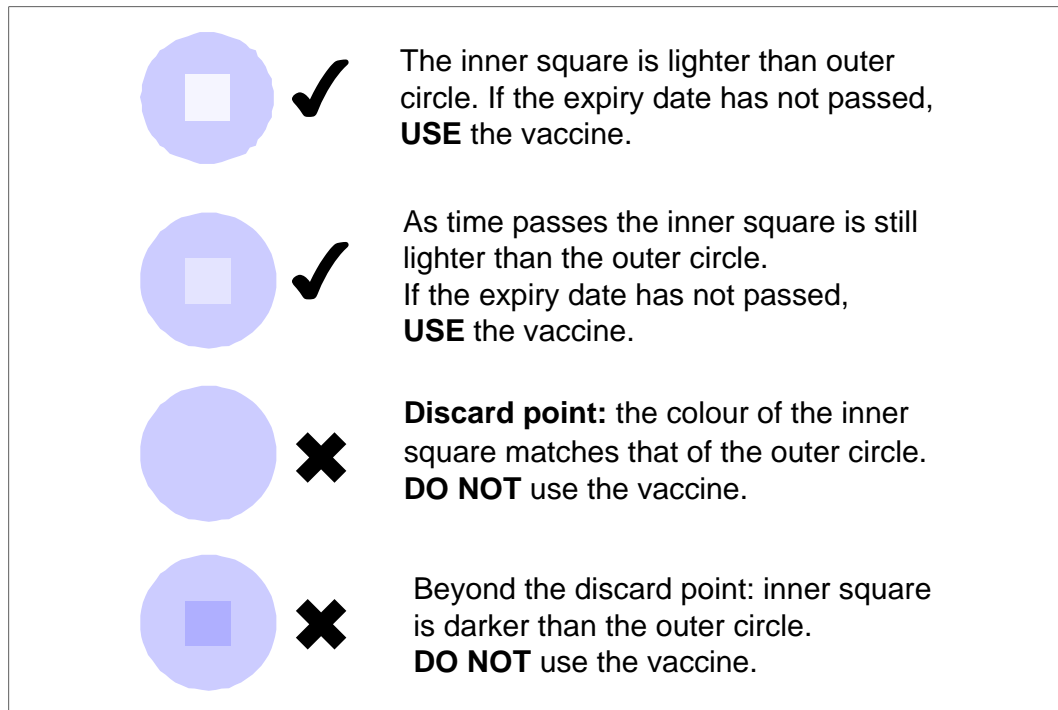 The inner square is lighter than outer
circle. If the expiry date has not passed,
USE the vaccine.
As time passes the inner square is still
lighter than the outer circle.
If the expiry date has not passed,
USE the vaccine.
Discard point: the colour of the inner
square matches that of the outer circle.
DO NOT use the vaccine.
Beyond the discard point: inner square
is darker than the outer circle.
DO NOT use the vaccine.